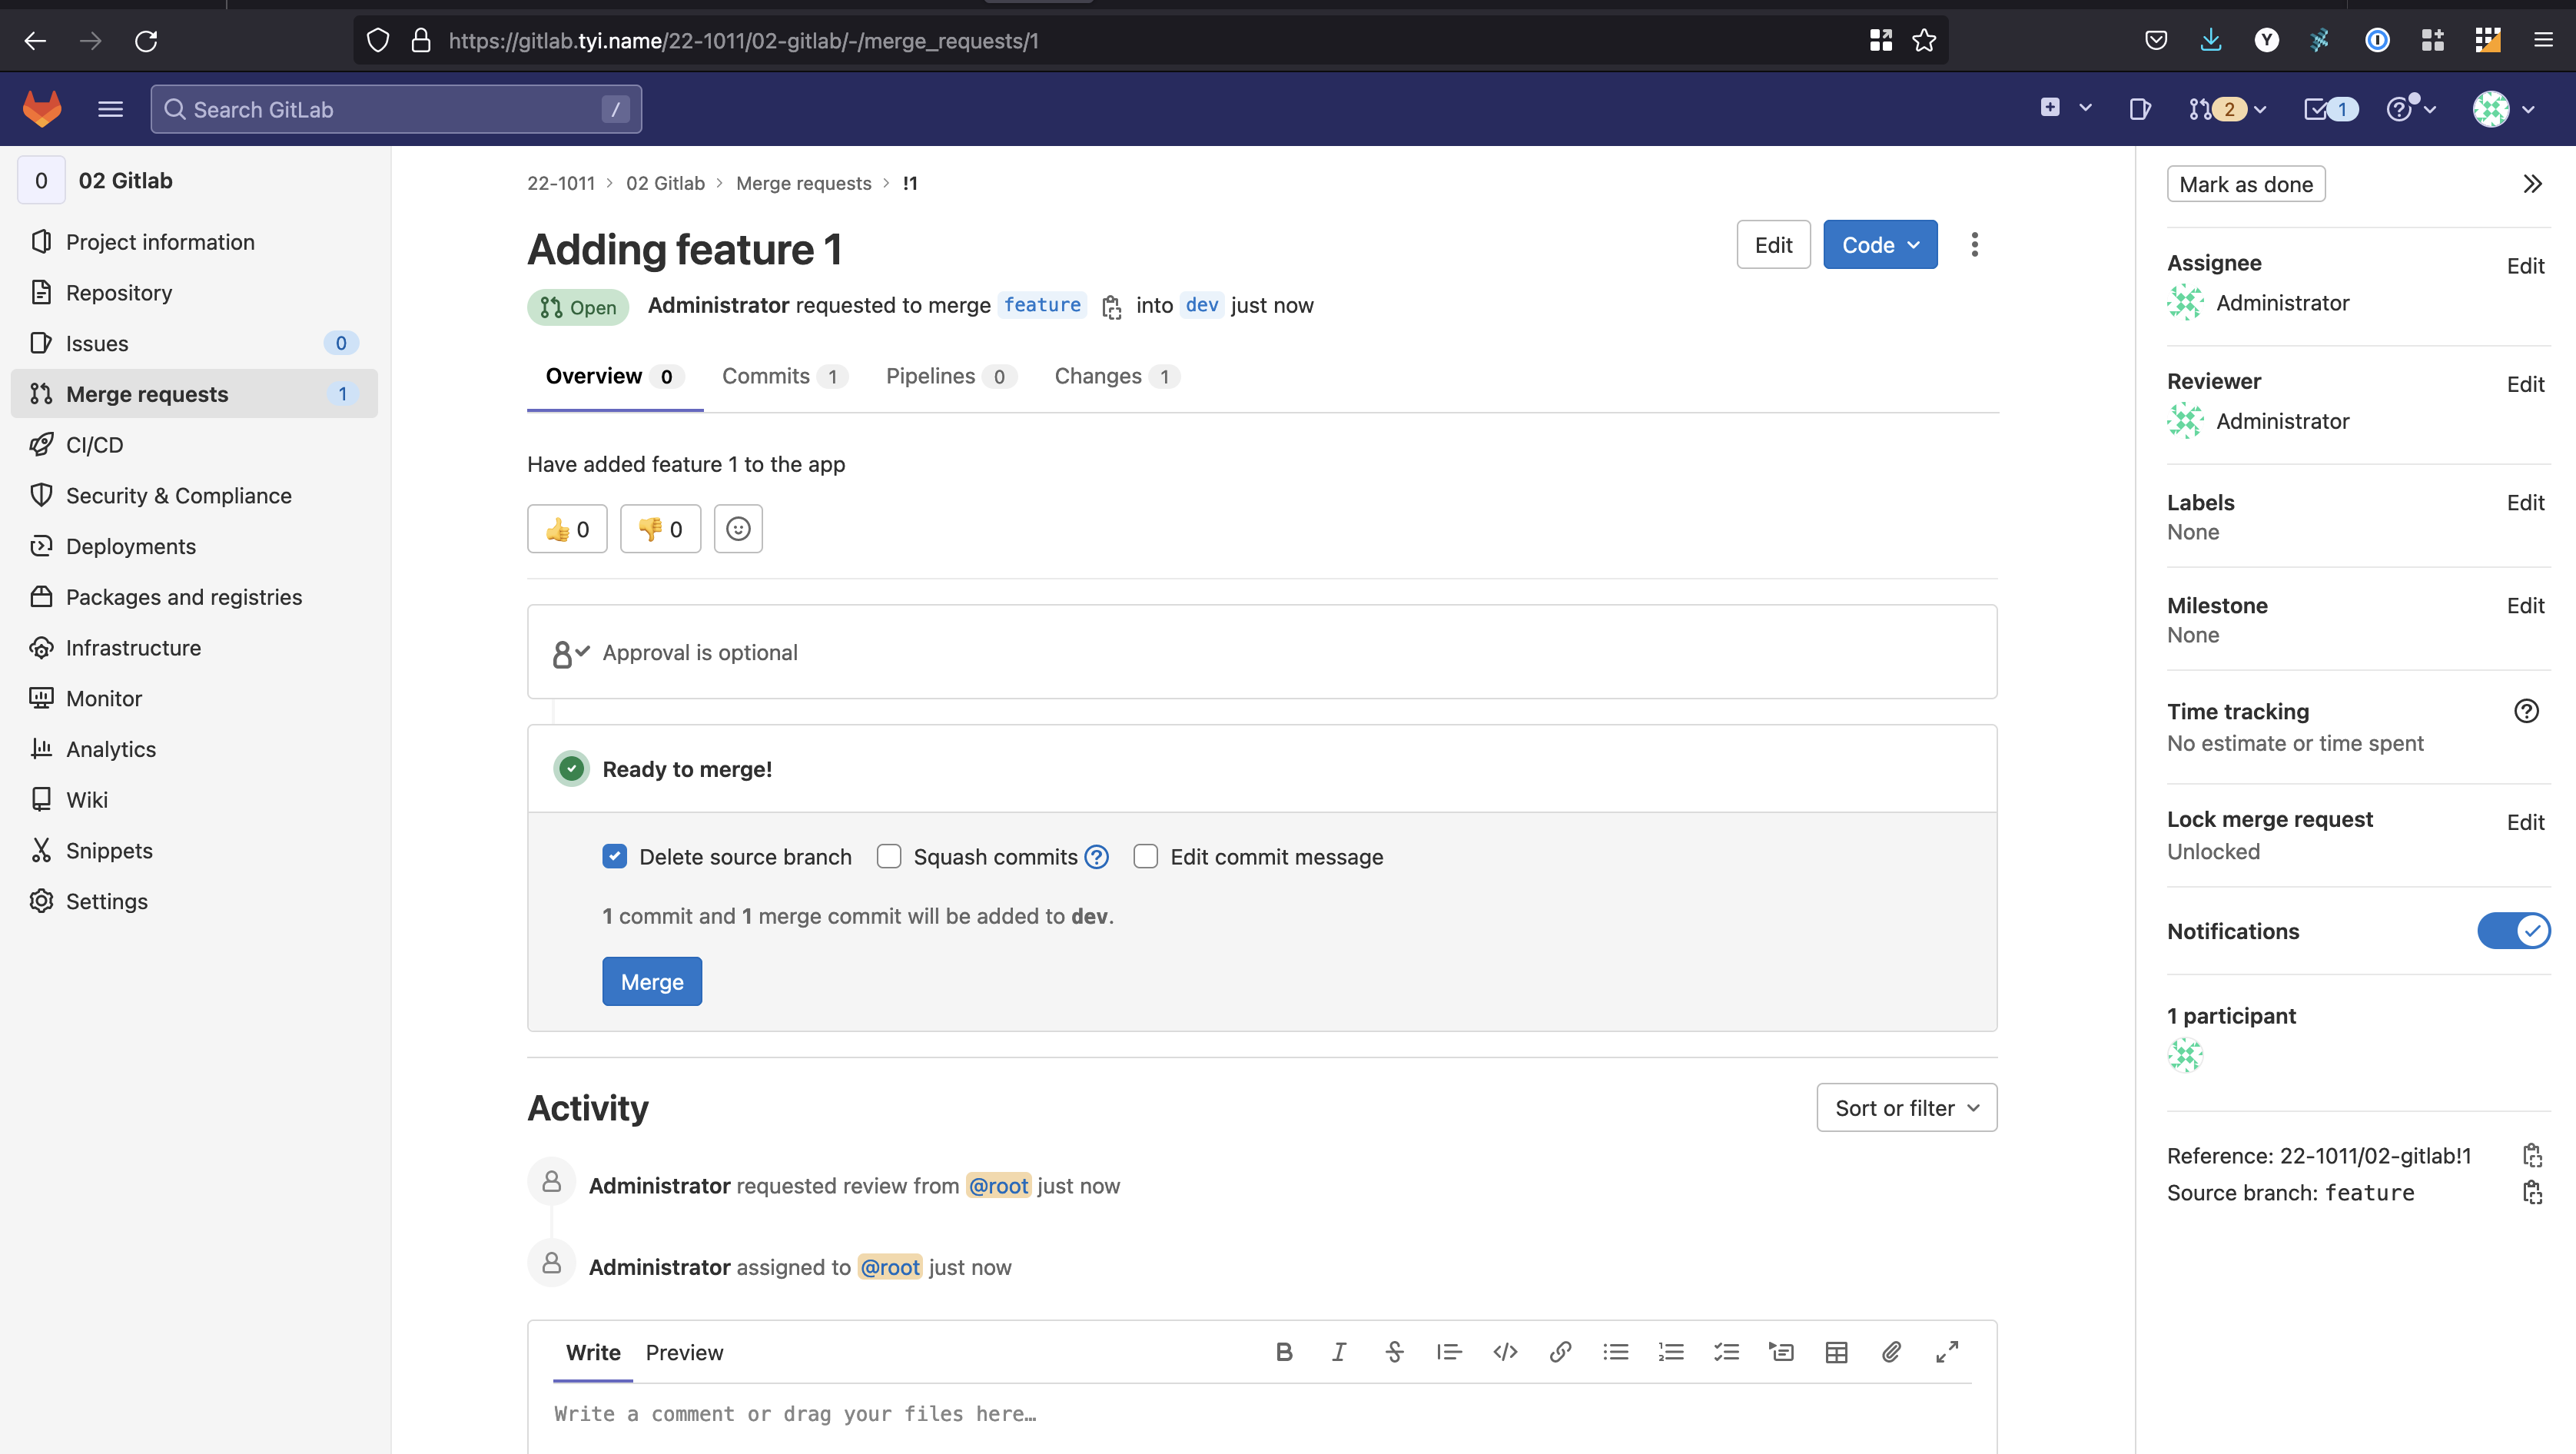 https://gitlab.tyi.name/22-1011/02-gitlab/-/merge_requests/1
Y
Search GitLab
/
2
1
0
02 Gitlab
Project information
Repository
Issues 0
Merge requests 1
CI/CD
Security & Compliance
Deployments
Packages and registries
Infrastructure
Monitor
Analytics
Wiki
Snippets
Settings
22-1011 > 02 Gitlab > Merge requests > !1
Adding feature 1
Edit
Code
Open
Administrator requested to merge feature into dev just now
Overview 0
Commits 1
Pipelines 0
Changes 1
Have added feature 1 to the app
👍 0
👎 0
Approval is optional
Ready to merge!
Delete source branch
Squash commits
Edit commit message
1 commit and 1 merge commit will be added to dev.
Merge
Activity
Sort or filter
Administrator requested review from @root just now
Administrator assigned to @root just now
Write
Preview
Write a comment or drag your files here…
Mark as done
Assignee
Edit
Administrator
Reviewer
Edit
Administrator
Labels
Edit
None
Milestone
Edit
None
Time tracking
No estimate or time spent
Lock merge request
Edit
Unlocked
Notifications
1 participant
Reference: 22-1011/02-gitlab!1
Source branch: feature